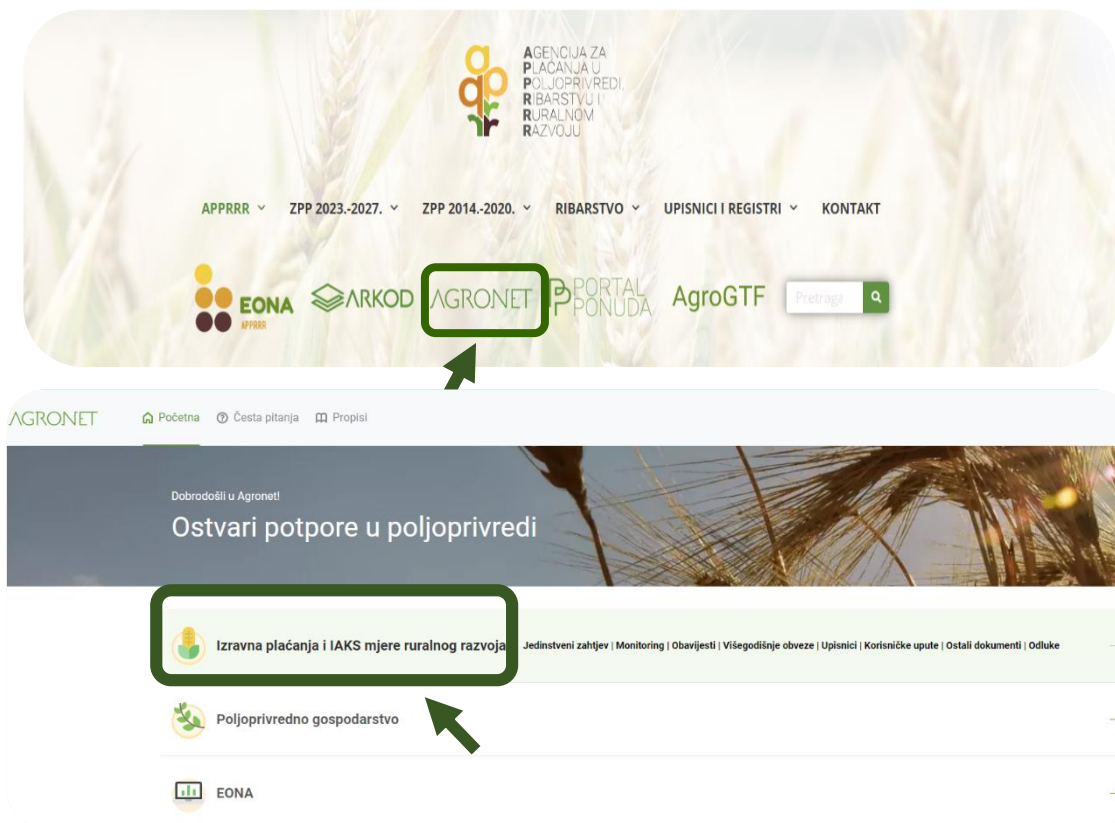 AGENCIJA ZA
PLAĆANJA U
POLJOPRIVREDI,
RIBARSTVU I
RURALNOM
RAZVOJU
APPRRR ZPP 2023.-2027. ZPP 2014.-2020. RIBARSTVO UPISNICI I REGISTRI KONTAKT
EONA
APPRRR
ARKOD
AGRONET
PORTAL
PONUDA
AgroGTF
Pretraga
AGRONET Početna Česta pitanja Propisi
Dobrodošli u Agronet!
Ostvari potpore u poljoprivredi
Izravna plaćanja i IAKS mjere ruralnog razvoja Jedinstveni zahtjev | Monitoring | Obavijesti | Višegodišnje obveze | Upisnici | Korisničke upute | Ostali dokumenti | Odluke
Poljoprivredno gospodarstvo
EONA